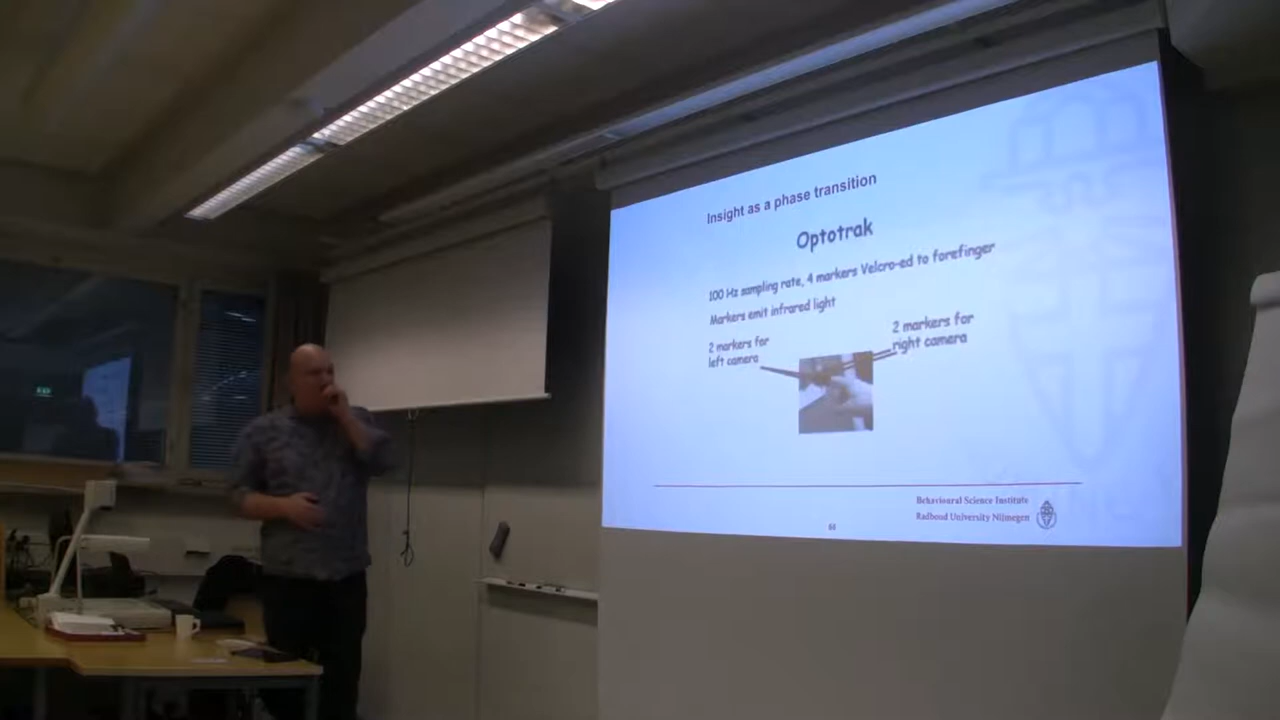 Insight as a phase transition
Optotrak
100 Hz sampling rate, 4 markers Velcro-ed to forefinger
Markers emit infrared light
2 markers for
left camera
2 markers for
right camera
Behavioural Science Institute
Radboud University Nijmegen